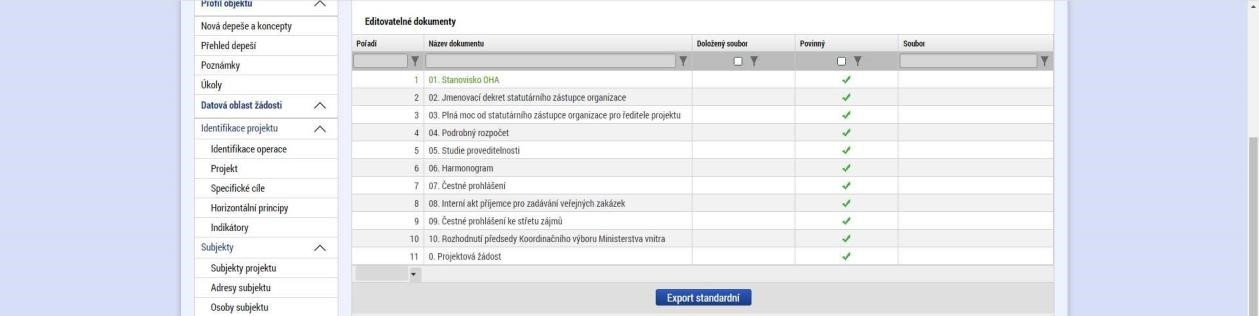 Profil objektu
Nová depeše a koncepty
Přehled depeší
Poznámky
Úkoly
Datová oblast žádosti
Identifikace projektu
Identifikace operace
Projekt
Specifické cíle
Horizontální principy
Indikátory
Subjekty
Subjekty projektu
Adresy subjektu
Osoby subjektu
Editovatelné dokumenty
Pořadí Název dokumentu Doložený soubor Povinný Soubor
1 01. Stanovisko OHA
2 02. Jmenovací dekret statutárního zástupce organizace
3 03. Plná moc od statutárního zástupce organizace pro ředitele projektu
4 04. Podrobný rozpočet
5 05. Studie proveditelnosti
6 06. Harmonogram
7 07. Čestné prohlášení
8 08. Interní akt příjemce pro zadávání veřejných zakázek
9 09. Čestné prohlášení ke střetu zájmů
10 10. Rozhodnutí předsedy Koordinačního výboru Ministerstva vnitra
11 0. Projektová žádost
Export standardní